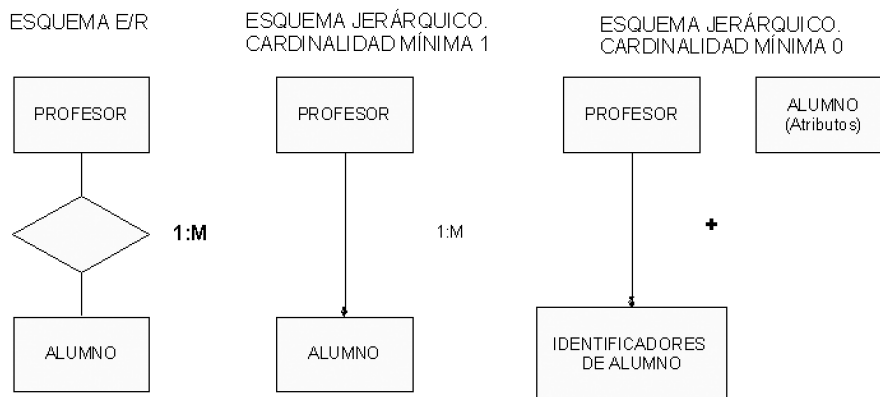 ESQUEMA E/R
PROFESOR
1:M
ALUMNO
ESQUEMA JERÁRQUICO.
CARDINALIDAD MÍNIMA 1
PROFESOR
1:M
ALUMNO
ESQUEMA JERÁRQUICO.
CARDINALIDAD MÍNIMA 0
PROFESOR
ALUMNO
(Atributos)
+
IDENTIFICADORES
DE ALUMNO